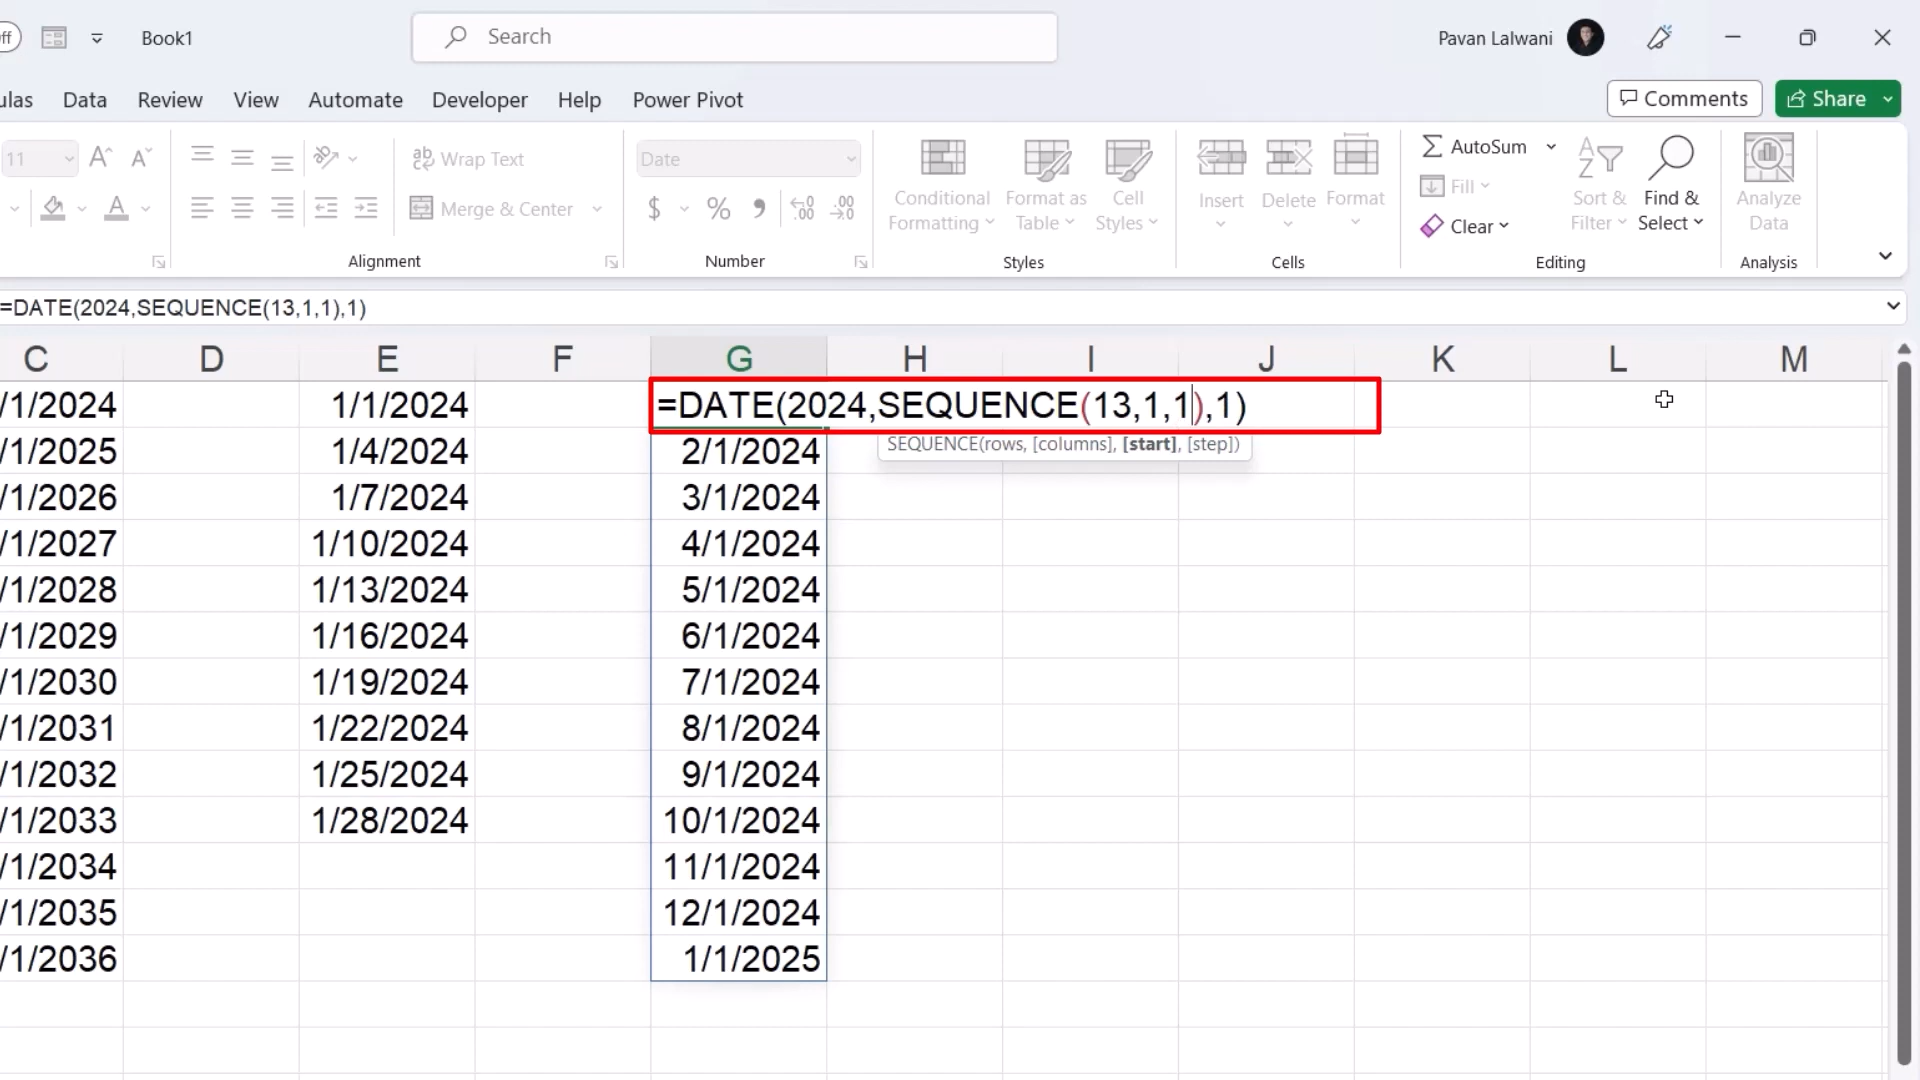 ff
Book1
Search
Pavan Lalwani
ulas Data Review View Automate Developer Help Power Pivot
Comments
Share
11 A A
ab Wrap Text
Date
Conditional Formatting
Format as Table
Cell Styles
Insert
Delete
Format
AutoSum
Fill
Clear
Sort & Filter
Find & Select
Analyze Data
A
Merge & Center
$ % 9
Alignment
Number
Styles
Cells
Editing
Analysis
=DATE(2024,SEQUENCE(13,1,1),1)
C D E F G H I J K L M
/1/2024 1/1/2024 =DATE(2024,SEQUENCE(13,1,1),1)
SEQUENCE(rows, [columns], [start], [step])
/1/2025 1/4/2024 2/1/2024
/1/2026 1/7/2024 3/1/2024
/1/2027 1/10/2024 4/1/2024
/1/2028 1/13/2024 5/1/2024
/1/2029 1/16/2024 6/1/2024
/1/2030 1/19/2024 7/1/2024
/1/2031 1/22/2024 8/1/2024
/1/2032 1/25/2024 9/1/2024
/1/2033 1/28/2024 10/1/2024
/1/2034 11/1/2024
/1/2035 12/1/2024
/1/2036 1/1/2025